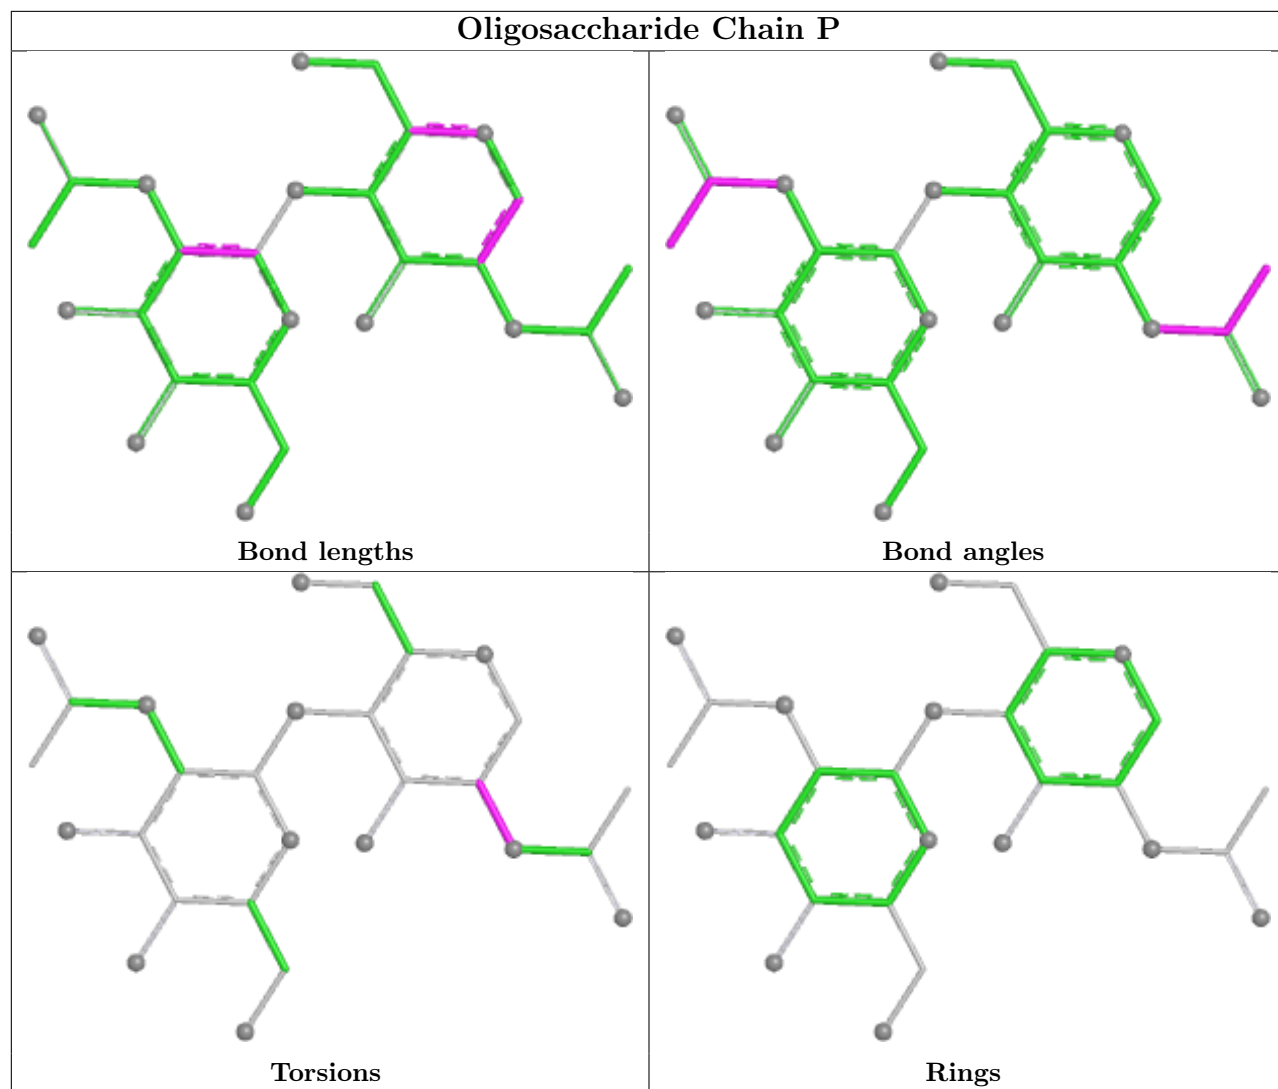 Oligosaccharide Chain P
Bond lengths
Bond angles
Torsions
Rings